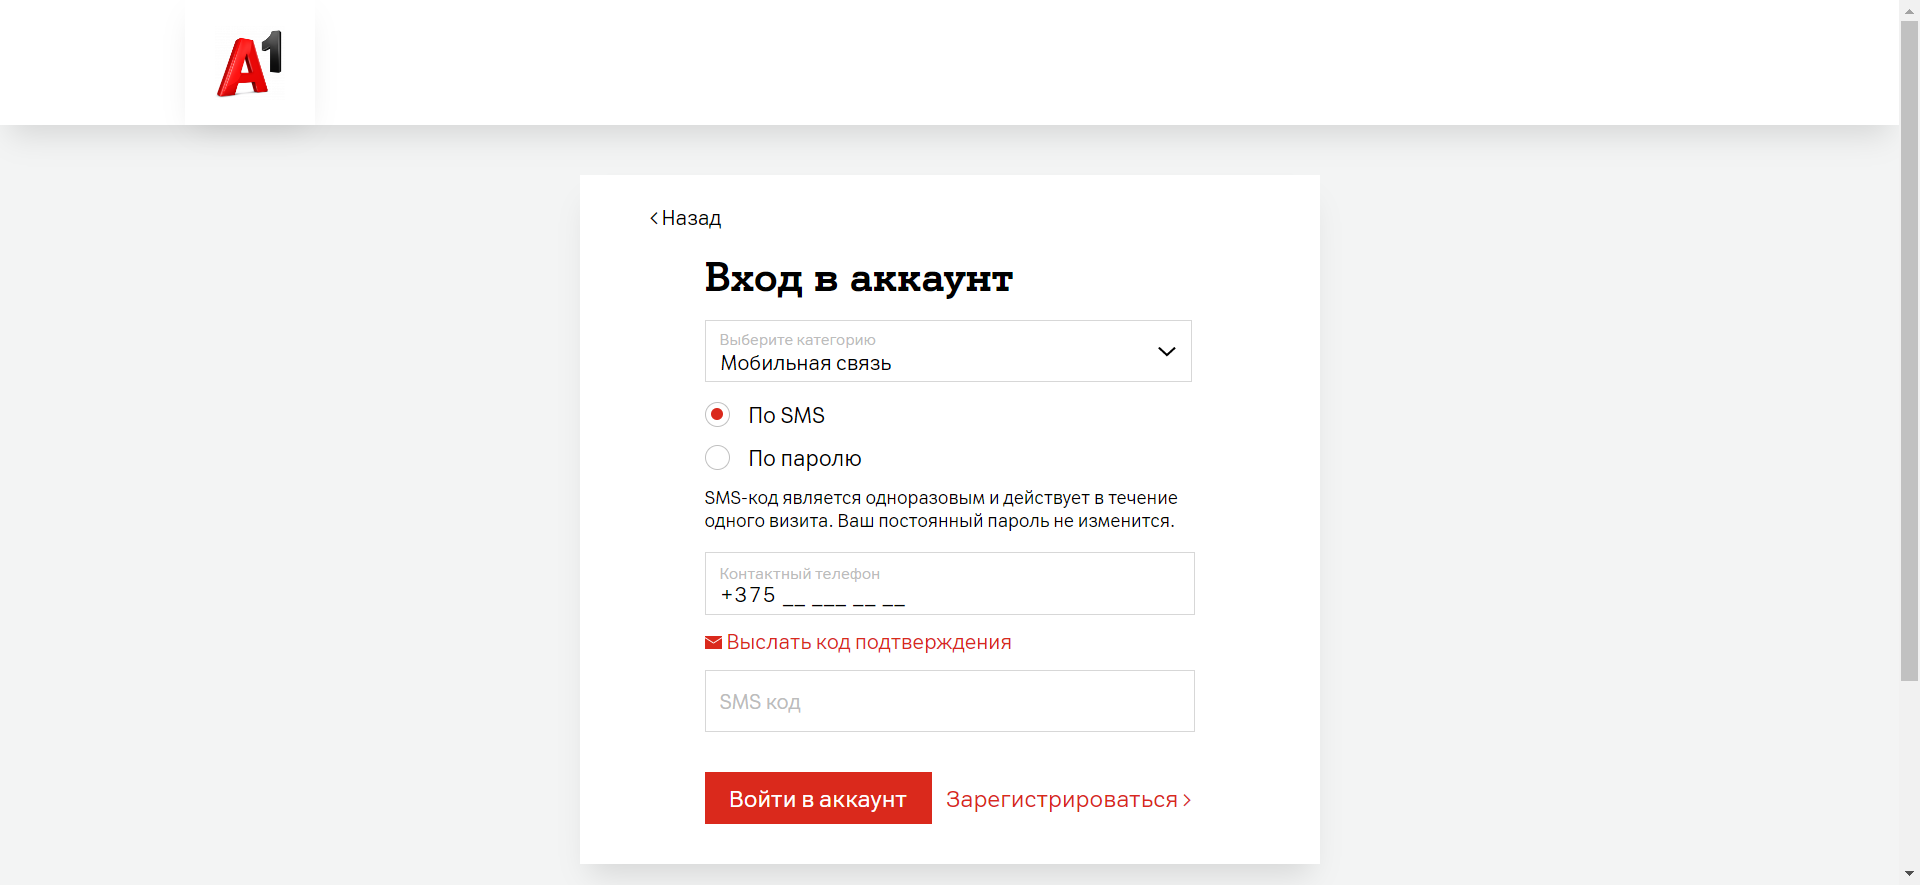 A1
Назад
Вход в аккаунт
Выберите категорию
Мобильная связь
По SMS
По паролю
SMS-код является одноразовым и действует в течение
одного визита. Ваш постоянный пароль не изменится.
Контактный телефон
+375 __ ___ __ __
Выслать код подтверждения
SMS код
Войти в аккаунт Зарегистрироваться